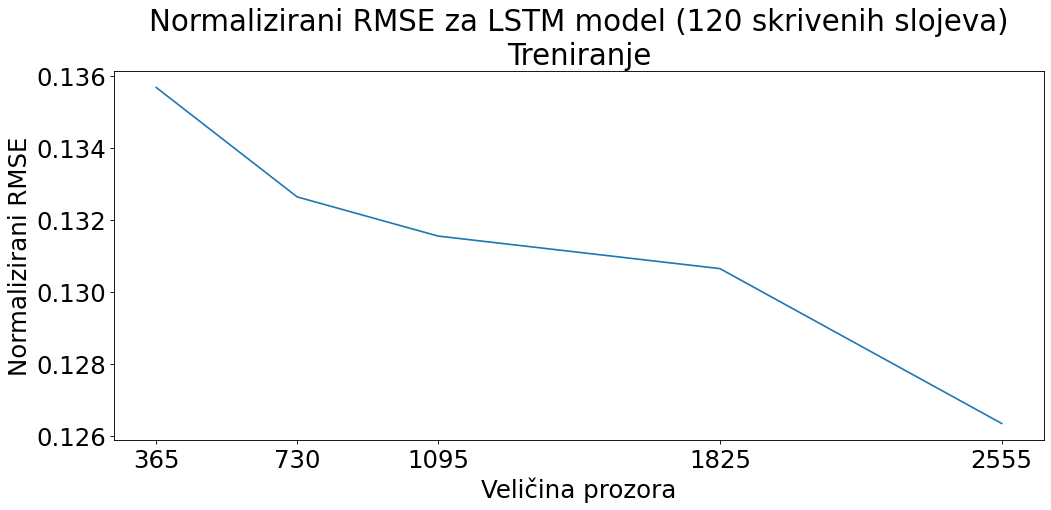 Normalizirani RMSE za LSTM model (120 skrivenih slojeva)
Treniranje
Normalizirani RMSE
0.136
0.134
0.132
0.130
0.128
0.126
365 730 1095 1825 2555
Veličina prozora